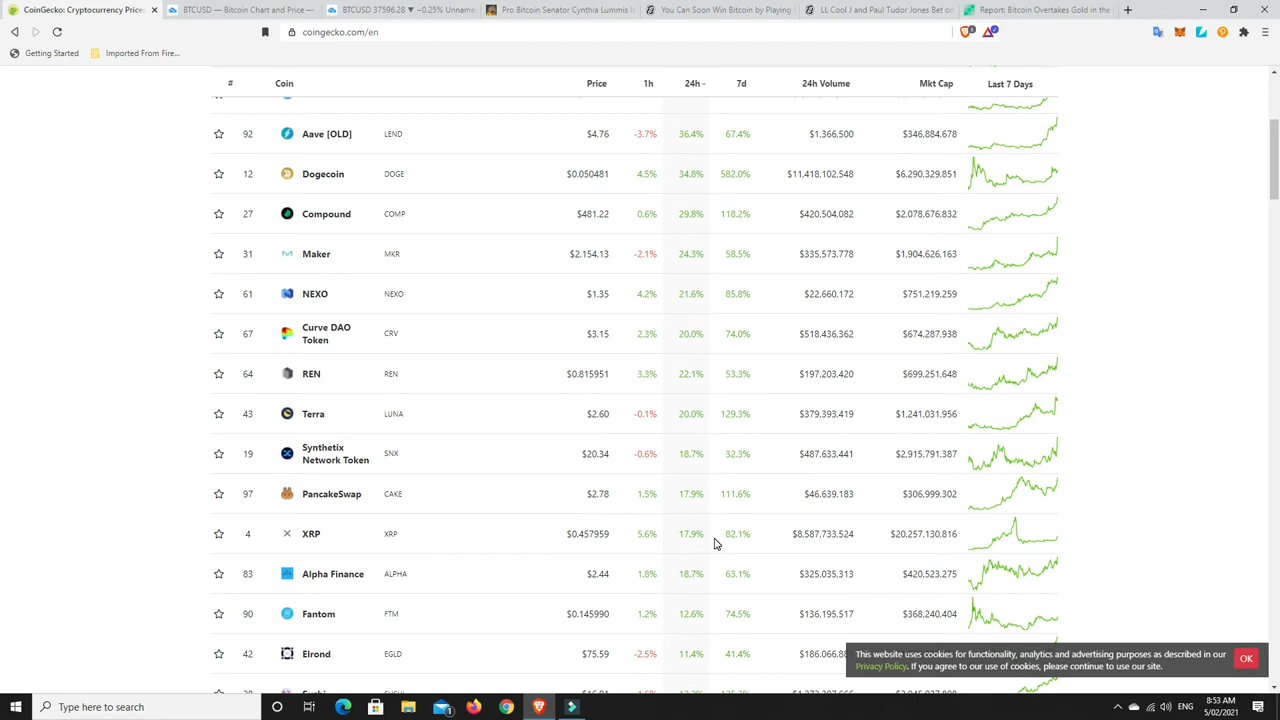 CoinGecko: Cryptocurrency Price
BTCUSD — Bitcoin Chart and Price
BTCUSD 37596.28 ▼ −0.25% Unname
Pro Bitcoin Senator Cynthia Lummis Is
You Can Soon Win Bitcoin by Playing
LL Cool J and Paul Tudor Jones Bet on
Report: Bitcoin Overtakes Gold in the
coingecko.com/en
Getting Started
Imported From Fire...
# Coin Price 1h 24h 7d 24h Volume Mkt Cap Last 7 Days
92 Aave [OLD] LEND $4.76 -3.7% 36.4% 67.4% $1,366,500 $346,884,678
12 Dogecoin DOGE $0.050481 4.5% 34.8% 582.0% $11,418,102,548 $6,290,329,851
27 Compound COMP $481.22 0.6% 29.8% 118.2% $420,504,082 $2,078,676,832
31 Maker MKR $2,154.13 -2.1% 24.3% 58.5% $335,573,778 $1,904,626,163
61 NEXO NEXO $1.35 4.2% 21.6% 85.8% $22,660,172 $751,219,259
67 Curve DAO
Token CRV $3.15 2.3% 20.0% 74.0% $518,436,362 $674,287,938
64 REN REN $0.815951 3.3% 22.1% 53.3% $197,203,420 $699,251,648
43 Terra LUNA $2.60 -0.1% 20.0% 129.3% $379,393,419 $1,241,031,956
19 Synthetix
Network Token SNX $20.34 -0.6% 18.7% 32.3% $487,633,441 $2,915,791,387
97 PancakeSwap CAKE $2.78 1.5% 17.9% 111.6% $46,639,183 $306,999,302
4 XRP XRP $0.457959 5.6% 17.9% 82.1% $8,587,733,524 $20,257,130,816
83 Alpha Finance ALPHA $2.44 1.8% 18.7% 63.1% $325,035,313 $420,523,275
90 Fantom FTM $0.145990 1.2% 12.6% 74.5% $136,195,517 $368,240,404
42 Elrond EGLD $75.59 -2.5% 11.4% 41.4%
This website uses cookies for functionality, analytics and advertising purposes as described in our
Privacy Policy. If you agree to our use of cookies, please continue to use our site.
OK
Type here to search
8:53 AM
5/02/2021